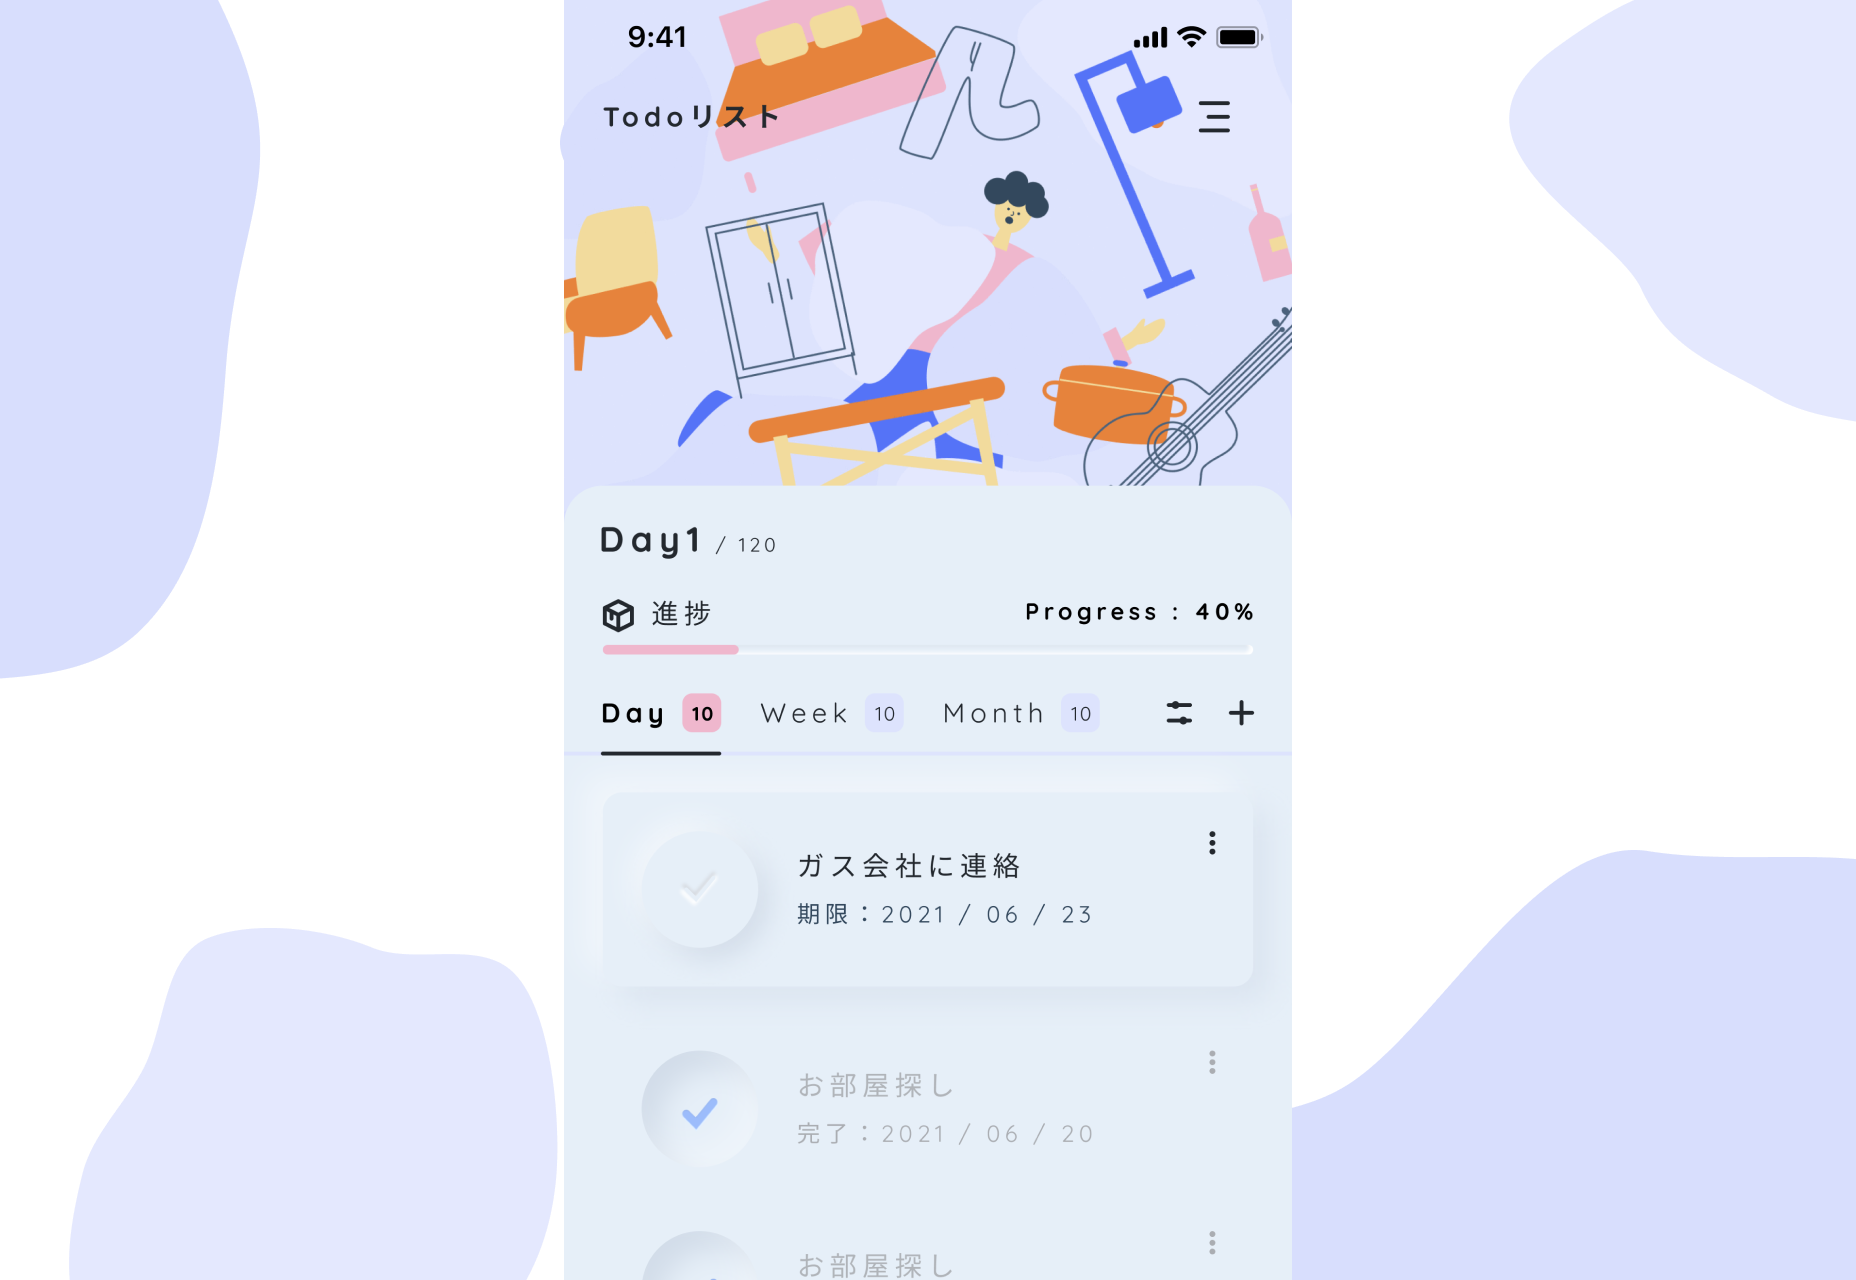 9:41
Todoリスト
Day1 / 120
進捗 Progress : 40%
Day 10 Week 10 Month 10
ガス会社に連絡
期限：2021 / 06 / 23
お部屋探し
完了：2021 / 06 / 20
お部屋探し